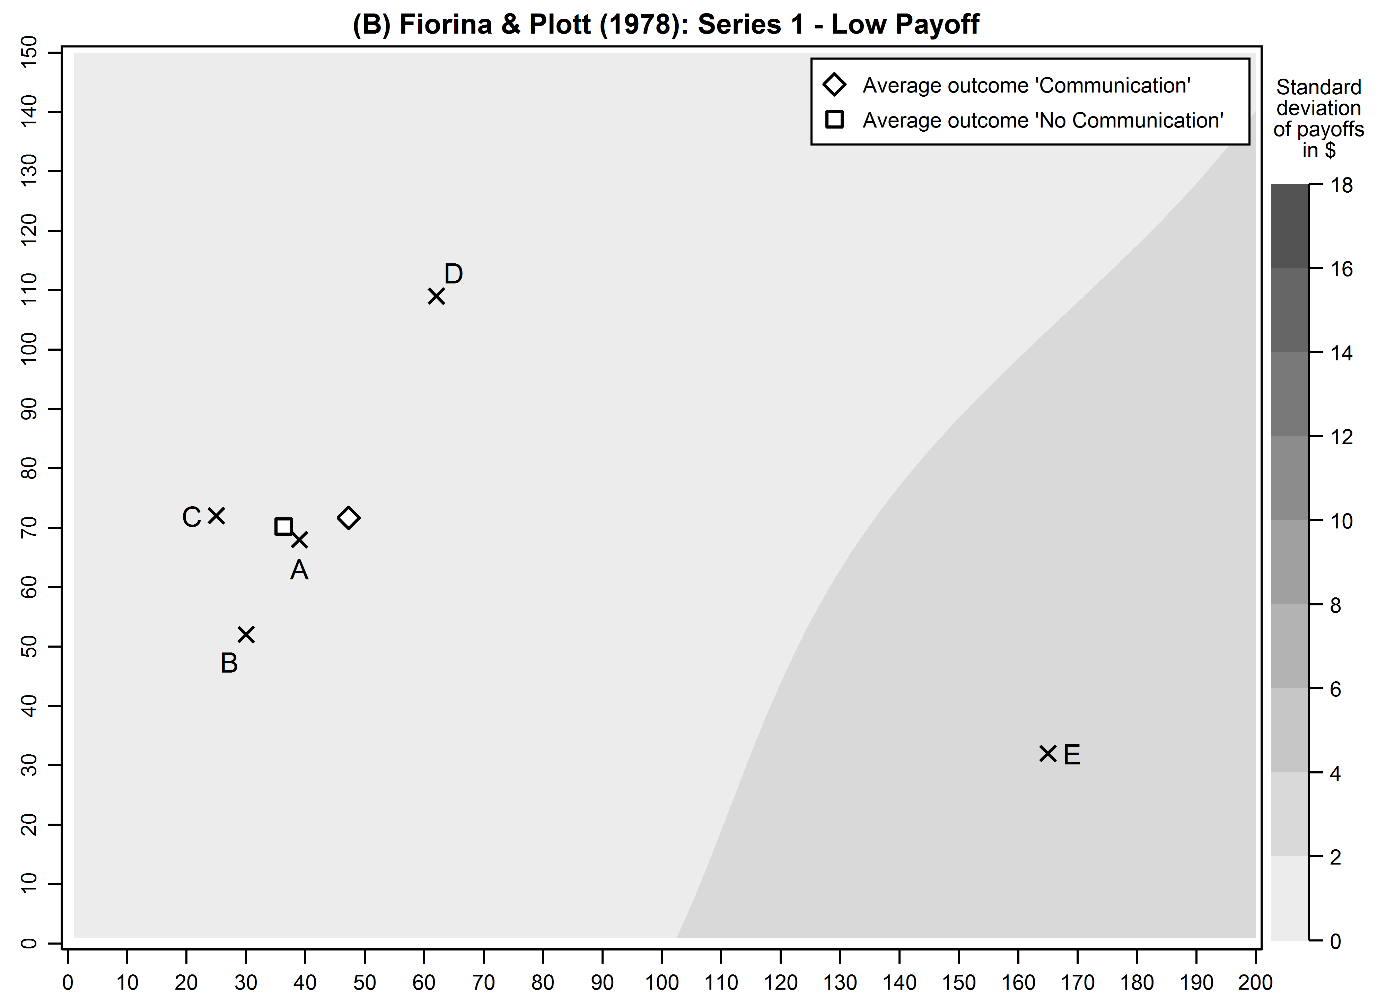 (B) Fiorina & Plott (1978): Series 1 - Low Payoff
Average outcome 'Communication'
Average outcome 'No Communication'
Standard
deviation
of payoffs
in $
18
16
14
12
10
8
6
4
2
0
150
140
130
120
110
100
90
80
70
60
50
40
30
20
10
0
D
C
A
B
E
0 10 20 30 40 50 60 70 80 90 100 110 120 130 140 150 160 170 180 190 200